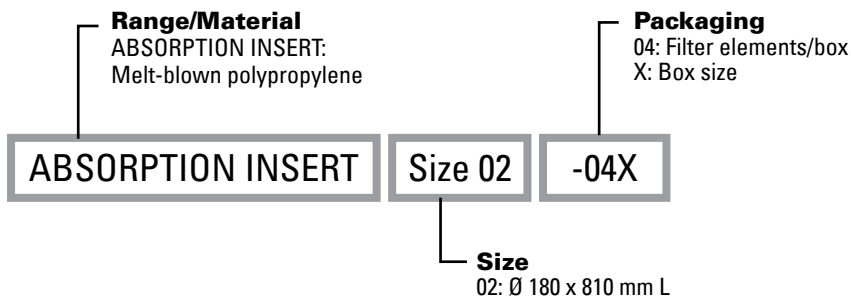 Range/Material
ABSORPTION INSERT:
Melt-blown polypropylene
Packaging
04: Filter elements/box
X: Box size
ABSORPTION INSERT
Size 02
-04X
Size
02: Ø 180 x 810 mm L